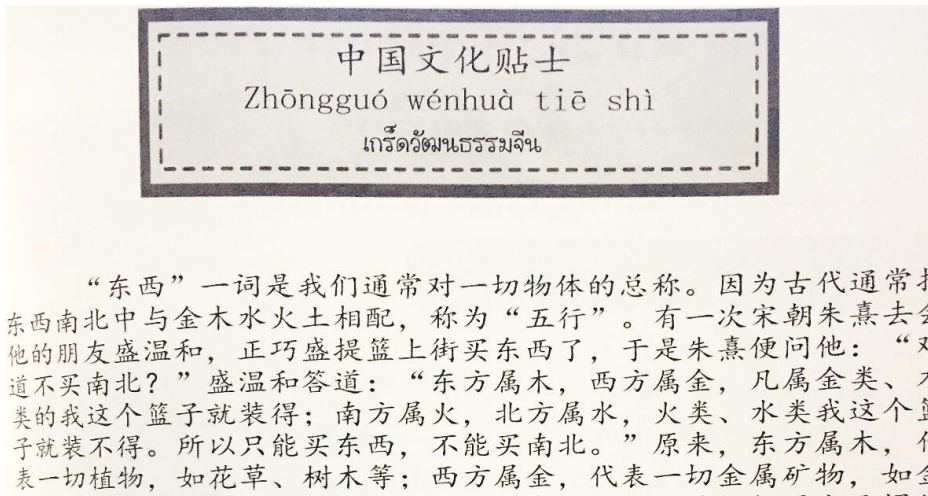 中国文化贴士
Zhōngguó wénhuà tiē shì
เกร็ดวัฒนธรรมจีน
“东西”一词是我们通常对一切物体的总称。因为古代通常
东西南北中与金木水火土相配，称为“五行”。有一次宋朝朱熹去
他的朋友盛温和，正巧盛提篮上街买东西了，于是朱熹便问他：“
道不买南北？”盛温和答道：“东方属木，西方属金，凡属金类、
类的我这个篮子就装得；南方属火，北方属水，火类、水类我这个
子就装不得。所以只能买东西，不能买南北。”原来，东方属木，
表一切植物，如花草、树木等；西方属金，代表一切金属矿物，如